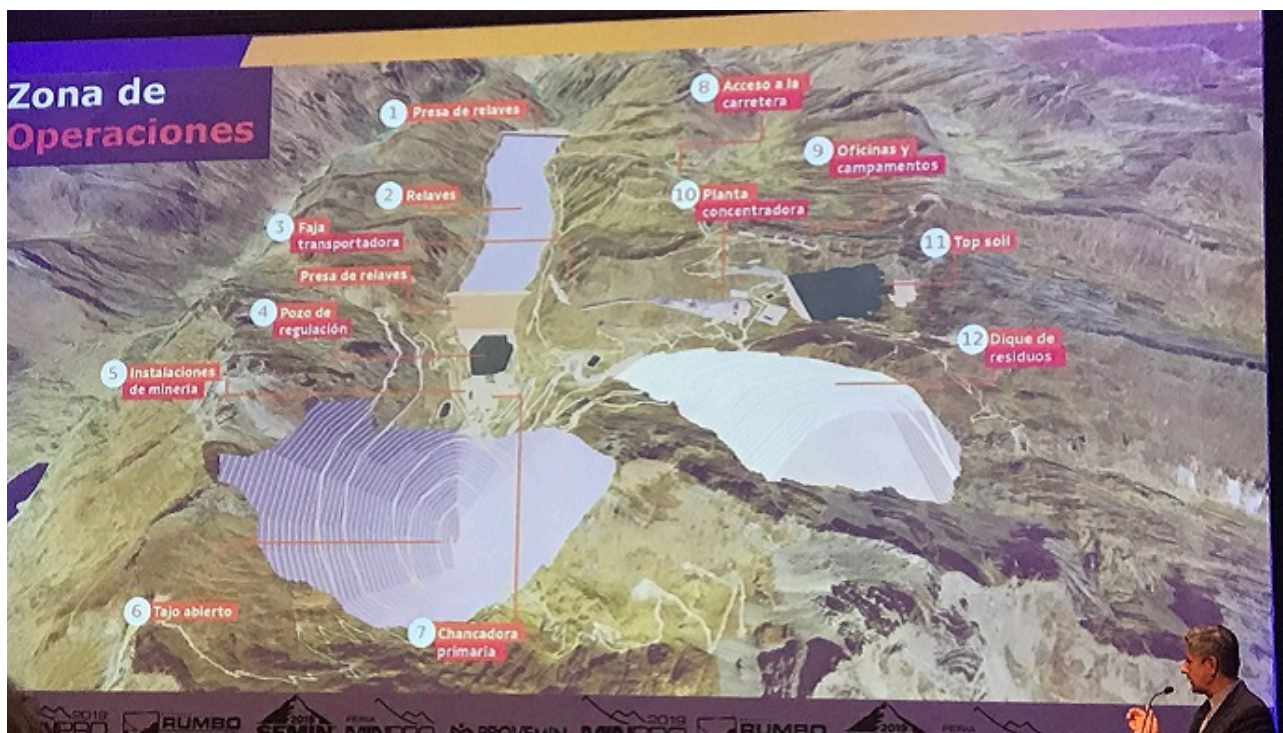 Zona de
Operaciones
1 Presa de relaves
2 Relaves
3 Faja
transportadora
Presa de relaves
4 Pozo de
regulación
5 Instalaciones
de minería
6 Tajo abierto
7 Chancadora
primaria
8 Acceso a la
carretera
9 Oficinas y
campamentos
10 Planta
concentradora
11 Top soil
12 Dique de
residuos
2019
RUMBO
2019
FERIA
2019
RUMBO
2019
FERIA